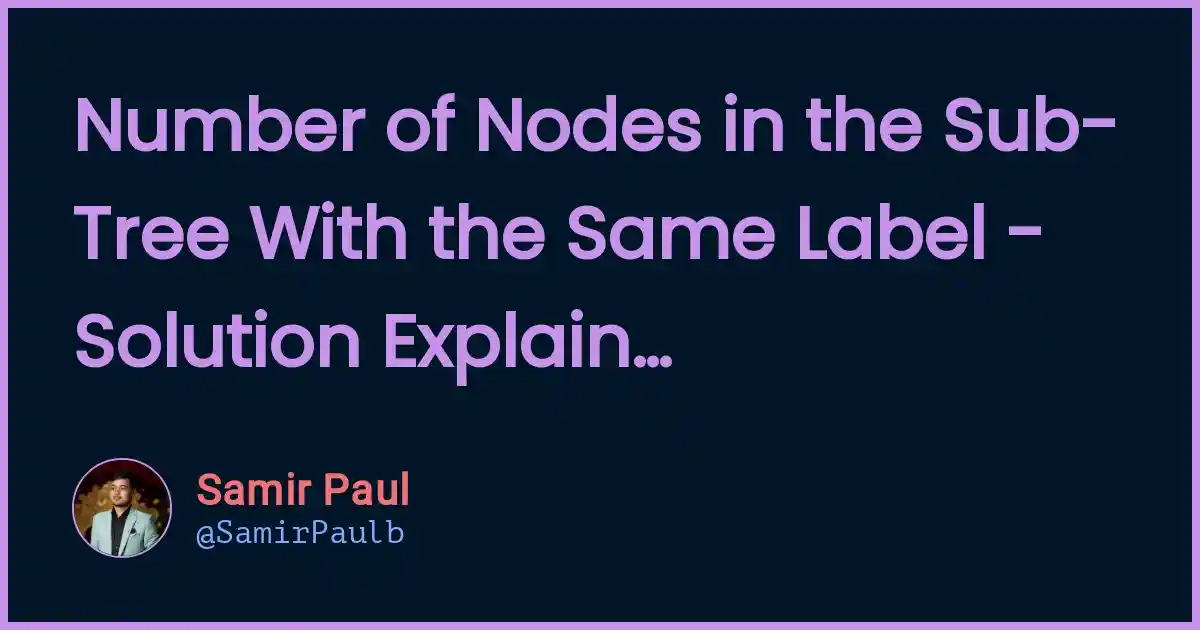 Number of Nodes in the Sub-
Tree With the Same Label -
Solution Explain...
Samir Paul
@SamirPaulb